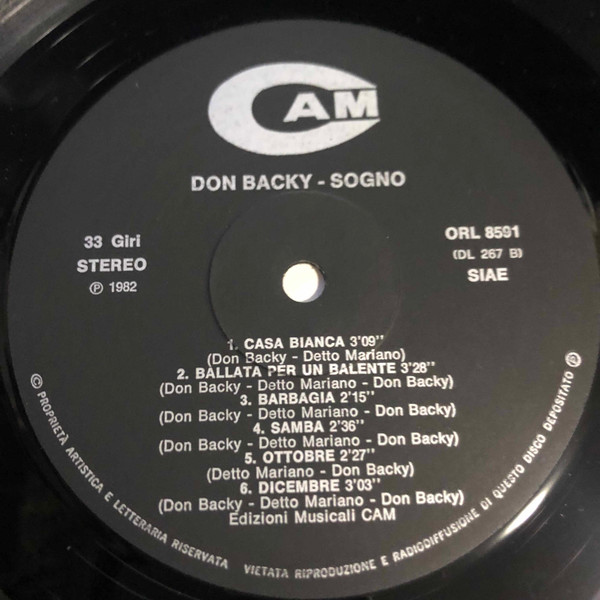 CAM
DON BACKY - SOGNO
33 Giri
STEREO
℗ 1982
ORL 8591
(DL 267 B)
SIAE
1. CASA BIANCA 3'09''
(Don Backy - Detto Mariano)
2. BALLATA PER UN BALENTE 3'28''
(Don Backy - Detto Mariano - Don Backy)
3. BARBAGIA 2'15''
(Don Backy - Detto Mariano - Don Backy)
4. SAMBA 2'36''
(Don Backy - Detto Mariano - Don Backy)
5. OTTOBRE 2'27''
(Detto Mariano - Don Backy)
6. DICEMBRE 3'03''
(Don Backy - Detto Mariano - Don Backy)
Edizioni Musicali CAM
© PROPRIETÀ ARTISTICA E LETTERARIA RISERVATA VIETATA RIPRODUZIONE E RADIODIFFUSIONE DI QUESTO DISCO DEPOSITATO ℗